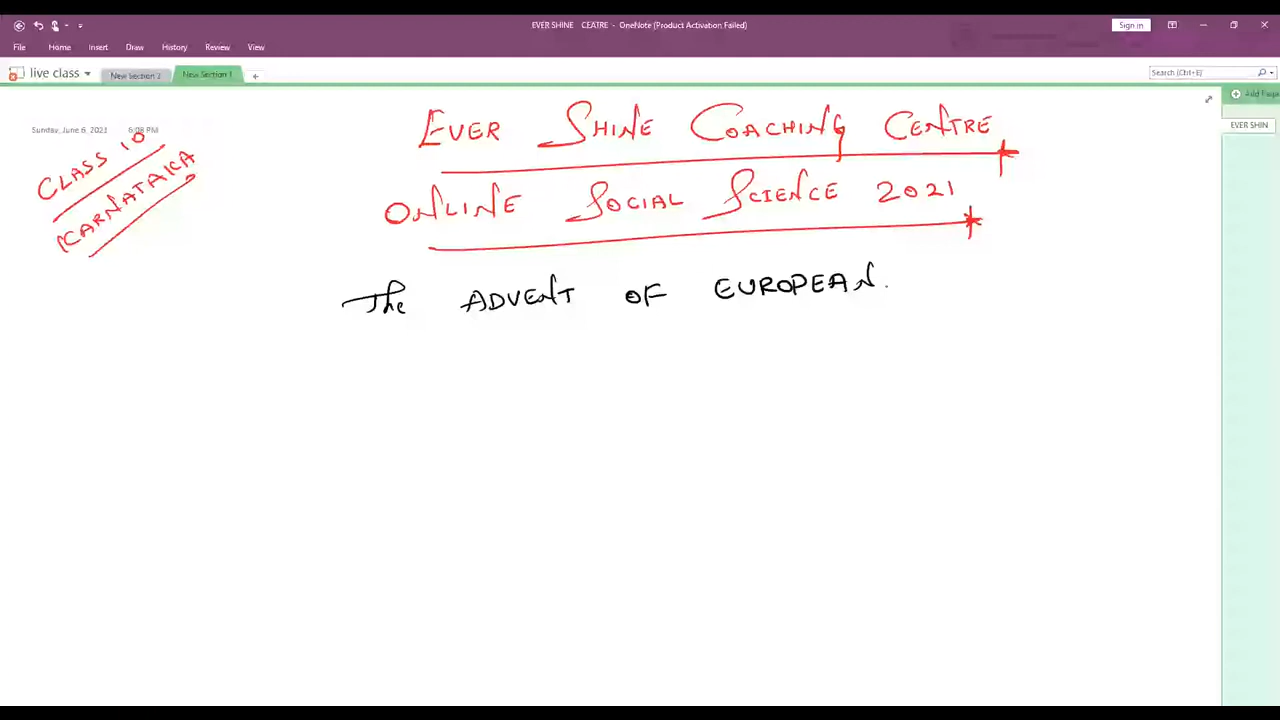 EVER SHINE CEATRE - OneNote (Product Activation Failed)
Sign in
File Home Insert Draw History Review View
live class New Section 2 New Section 1
Search (Ctrl+E)
Add Page
EVER SHIN
Sunday, June 6, 2021 6:08 PM
CLASS 10
KARNATAKA
EVER SHINE COACHING CENTRE
ONLINE SOCIAL SCIENCE 2021
The ADVENT OF EUROPEAN.